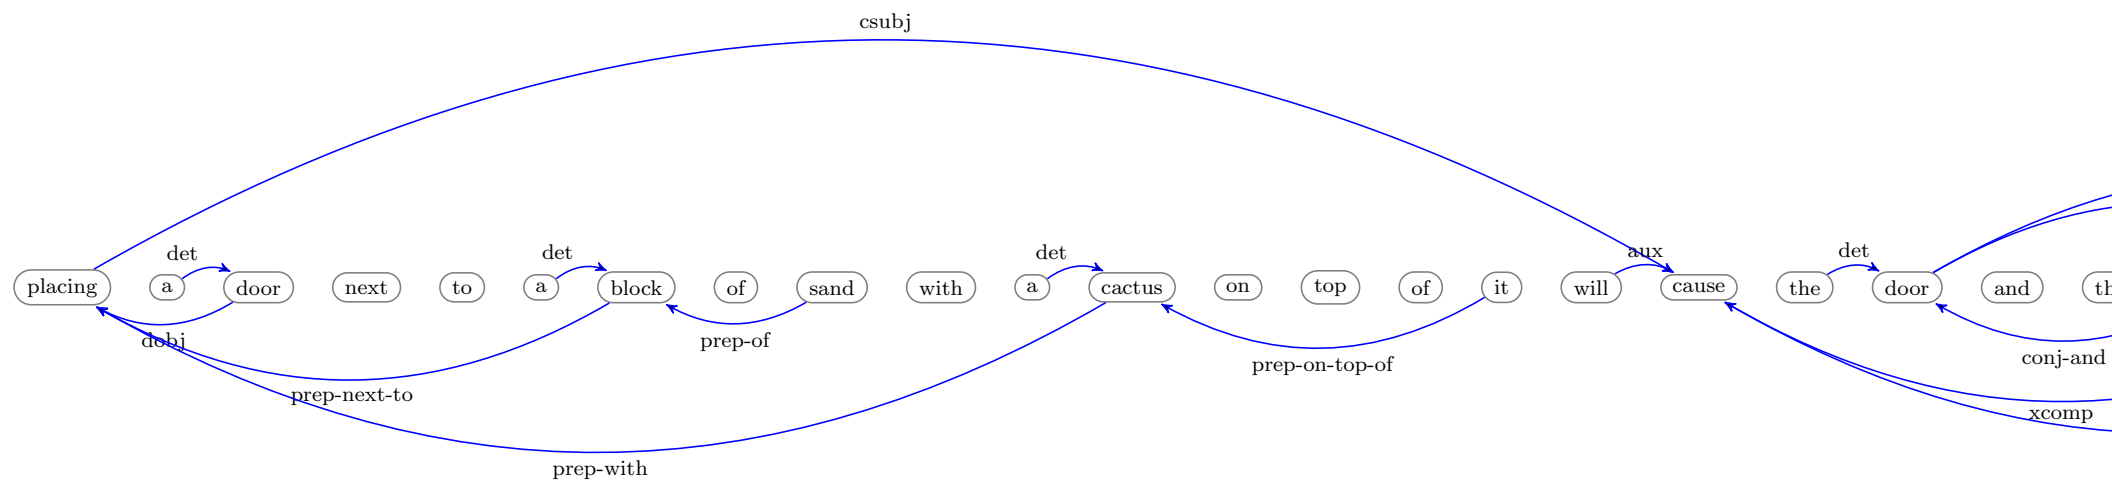 csubj
det det det aux det
placing a door next to a block of sand with a cactus on top of it will cause the door and
dobj prep-of conj-and
prep-on-top-of
prep-next-to xcomp
prep-with